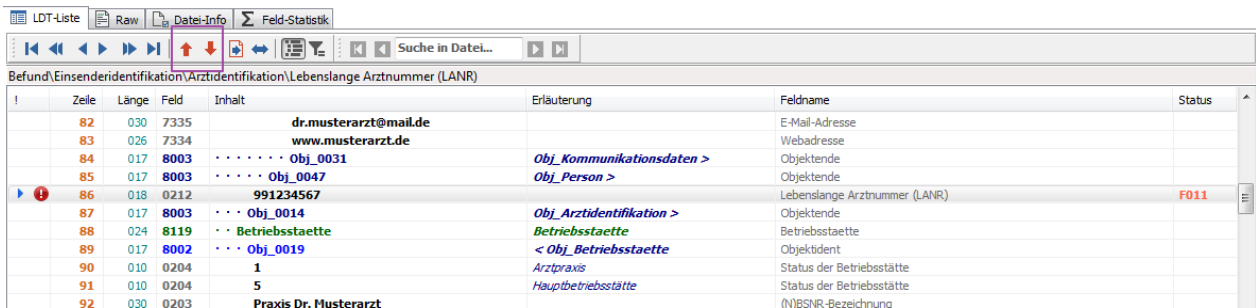 LDT-Liste Raw Datei-Info Σ Feld-Statistik
Suche in Datei...
Befund\Einsenderidentifikation\Arztidentifikation\Lebenslange Arztnummer (LANR)
! Zeile Länge Feld Inhalt Erläuterung Feldname Status
82 030 7335 dr.musterarzt@mail.de E-Mail-Adresse
83 026 7334 www.musterarzt.de Webadresse
84 017 8003 · · · · · · · Obj_0031 Obj_Kommunikationsdaten > Objektende
85 017 8003 · · · · · Obj_0047 Obj_Person > Objektende
86 018 0212 991234567 Lebenslange Arztnummer (LANR) F011
87 017 8003 · · · Obj_0014 Obj_Arztidentifikation > Objektende
88 024 8119 · · Betriebsstaette Betriebsstaette Betriebsstaette
89 017 8002 · · · Obj_0019 < Obj_Betriebsstaette Objektident
90 010 0204 1 Arztpraxis Status der Betriebsstätte
91 010 0204 5 Hauptbetriebsstätte Status der Betriebsstätte
92 030 0203 Praxis Dr. Musterarzt (N)BSNR-Bezeichnung